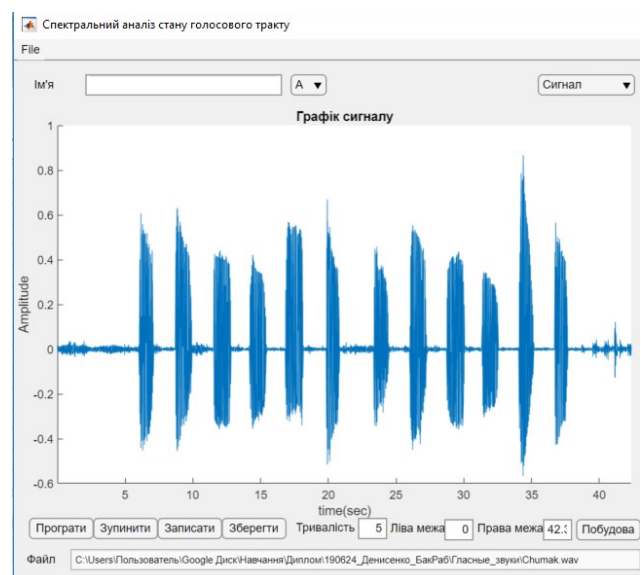 Спектральний аналіз стану голосового тракту
File
Ім'я A Сигнал
Графік сигналу
1
0.8
0.6
0.4
0.2
0
-0.2
-0.4
-0.6
Amplitude
5 10 15 20 25 30 35 40
time(sec)
Програти Зупинити Записати Зберегти Тривалість 5 Ліва межа 0 Права межа 42.: Побудова
Файл C:\Users\Пользователь\Google Диск\Навчання\Диплом\190624_Денисенко_БакРаб\Гласные_звуки\Chumak.wav